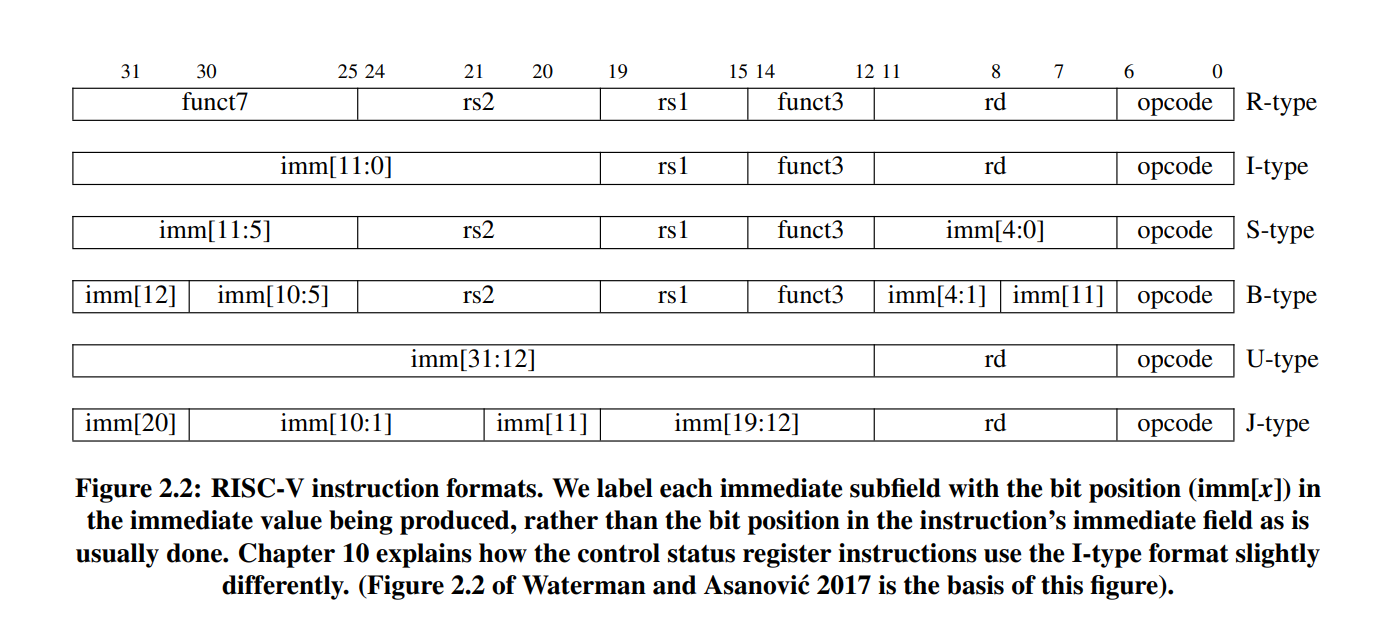 31 30 25 24 21 20 19 15 14 12 11 8 7 6 0
funct7 rs2 rs1 funct3 rd opcode R-type
imm[11:0] rs1 funct3 rd opcode I-type
imm[11:5] rs2 rs1 funct3 imm[4:0] opcode S-type
imm[12] imm[10:5] rs2 rs1 funct3 imm[4:1] imm[11] opcode B-type
imm[31:12] rd opcode U-type
imm[20] imm[10:1] imm[11] imm[19:12] rd opcode J-type
Figure 2.2: RISC-V instruction formats. We label each immediate subfield with the bit position (imm[x]) in
the immediate value being produced, rather than the bit position in the instruction's immediate field as is
usually done. Chapter 10 explains how the control status register instructions use the I-type format slightly
differently. (Figure 2.2 of Waterman and Asanović 2017 is the basis of this figure).